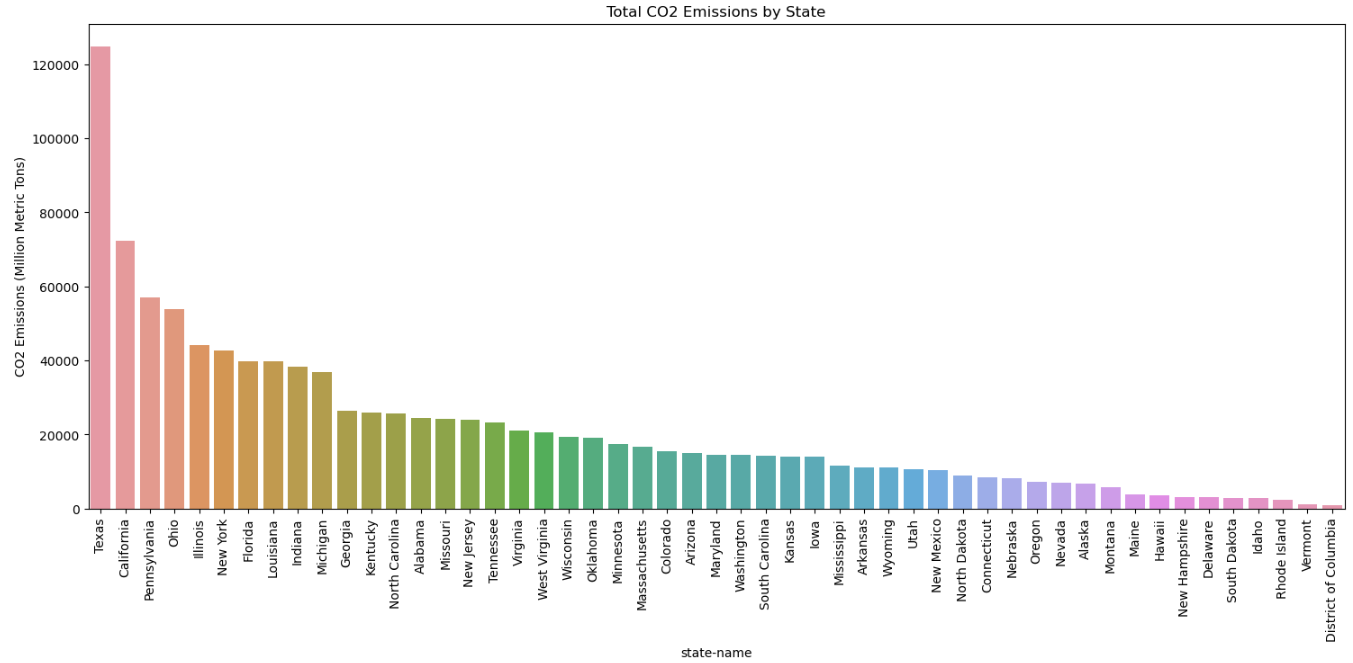 Total CO2 Emissions by State
CO2 Emissions (Million Metric Tons)
120000
100000
80000
60000
40000
20000
0
Texas
California
Pennsylvania
Ohio
Illinois
New York
Florida
Louisiana
Indiana
Michigan
Georgia
Kentucky
North Carolina
Alabama
Missouri
New Jersey
Tennessee
Virginia
West Virginia
Wisconsin
Oklahoma
Minnesota
Massachusetts
Colorado
Arizona
Maryland
Washington
South Carolina
Kansas
Iowa
Mississippi
Arkansas
Wyoming
Utah
New Mexico
North Dakota
Connecticut
Nebraska
Oregon
Nevada
Alaska
Montana
Maine
Hawaii
New Hampshire
Delaware
South Dakota
Idaho
Rhode Island
Vermont
District of Columbia
state-name